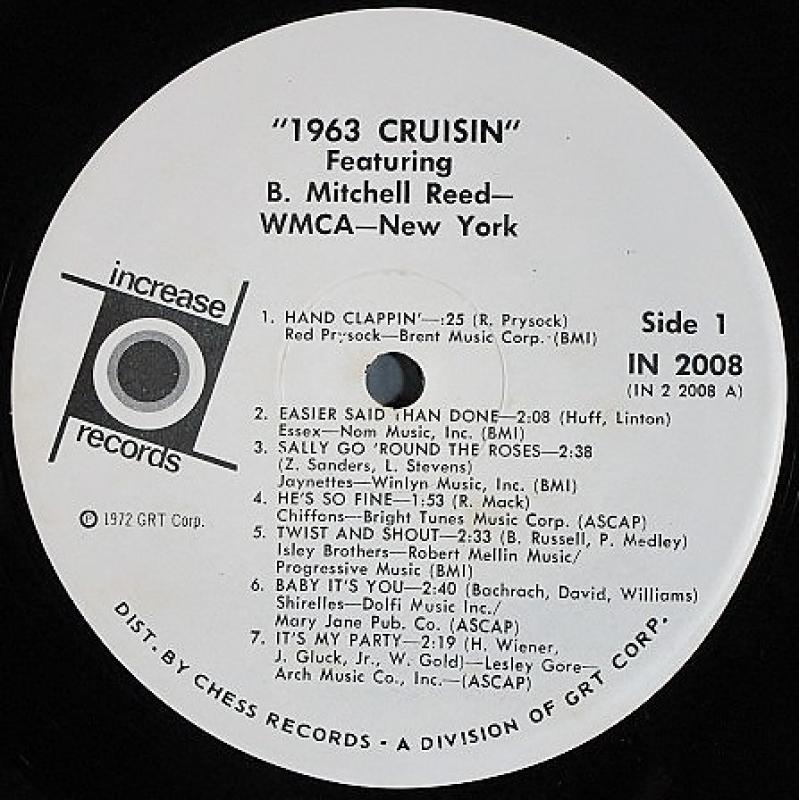 "1963 CRUISIN"
Featuring
B. Mitchell Reed—
WMCA—New York
increase
records
Side 1
IN 2008
(IN 2 2008 A)
1. HAND CLAPPIN'—:25 (R. Prysock)
Red Prysock—Brent Music Corp. (BMI)
2. EASIER SAID THAN DONE—2:08 (Huff, Linton)
Essex—Nom Music, Inc. (BMI)
3. SALLY GO 'ROUND THE ROSES—2:38
(Z. Sanders, L. Stevens)
Jaynettes—Winlyn Music, Inc. (BMI)
4. HE'S SO FINE—1:53 (R. Mack)
Chiffons—Bright Tunes Music Corp. (ASCAP)
5. TWIST AND SHOUT—2:33 (B. Russell, P. Medley)
Isley Brothers—Robert Mellin Music/
Progressive Music (BMI)
6. BABY IT'S YOU—2:40 (Bachrach, David, Williams)
Shirelles—Dolfi Music Inc./
Mary Jane Pub. Co. (ASCAP)
7. IT'S MY PARTY—2:19 (H. Wiener,
J. Gluck, Jr., W. Gold)—Lesley Gore—
Arch Music Co., Inc.—(ASCAP)
℗ 1972 GRT Corp.
DIST. BY CHESS RECORDS - A DIVISION OF GRT CORP.